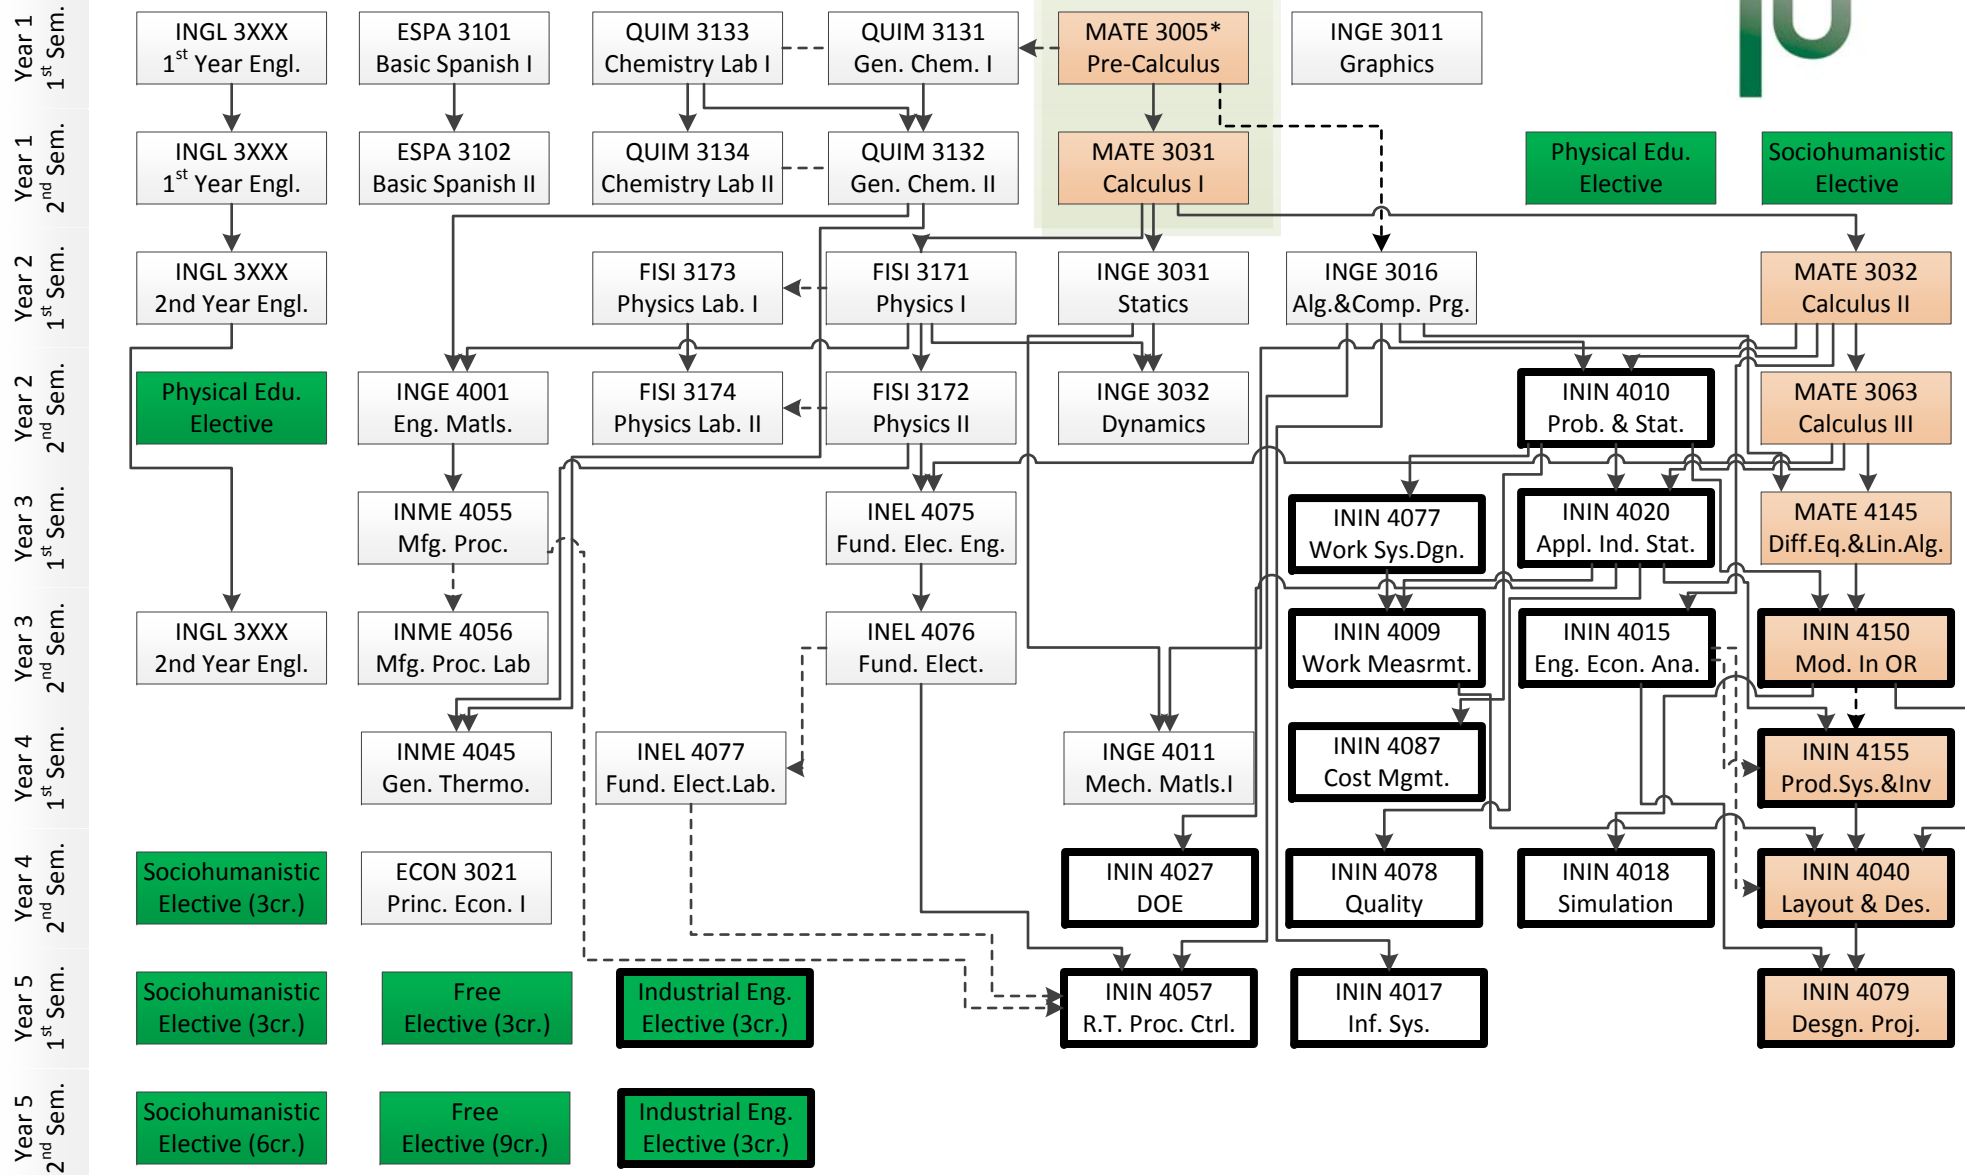 Year 1
1st Sem.
INGL 3XXX
1st Year Engl.
ESPA 3101
Basic Spanish I
QUIM 3133
Chemistry Lab I
QUIM 3131
Gen. Chem. I
MATE 3005*
Pre-Calculus
INGE 3011
Graphics
Year 1
2nd Sem.
INGL 3XXX
1st Year Engl.
ESPA 3102
Basic Spanish II
QUIM 3134
Chemistry Lab II
QUIM 3132
Gen. Chem. II
MATE 3031
Calculus I
Physical Edu.
Elective
Sociohumanistic
Elective
Year 2
1st Sem.
INGL 3XXX
2nd Year Engl.
FISI 3173
Physics Lab. I
FISI 3171
Physics I
INGE 3031
Statics
INGE 3016
Alg.&Comp. Prg.
MATE 3032
Calculus II
Year 2
2nd Sem.
Physical Edu.
Elective
INGE 4001
Eng. Matls.
FISI 3174
Physics Lab. II
FISI 3172
Physics II
INGE 3032
Dynamics
ININ 4010
Prob. & Stat.
MATE 3063
Calculus III
Year 3
1st Sem.
INME 4055
Mfg. Proc.
INEL 4075
Fund. Elec. Eng.
ININ 4077
Work Sys.Dgn.
ININ 4020
Appl. Ind. Stat.
MATE 4145
Diff.Eq.&Lin.Alg.
Year 3
2nd Sem.
INGL 3XXX
2nd Year Engl.
INME 4056
Mfg. Proc. Lab
INEL 4076
Fund. Elect.
ININ 4009
Work Measrmt.
ININ 4015
Eng. Econ. Ana.
ININ 4150
Mod. In OR
Year 4
1st Sem.
INME 4045
Gen. Thermo.
INEL 4077
Fund. Elect.Lab.
INGE 4011
Mech. Matls.I
ININ 4087
Cost Mgmt.
ININ 4155
Prod.Sys.&Inv
Year 4
2nd Sem.
Sociohumanistic
Elective (3cr.)
ECON 3021
Princ. Econ. I
ININ 4027
DOE
ININ 4078
Quality
ININ 4018
Simulation
ININ 4040
Layout & Des.
Year 5
1st Sem.
Sociohumanistic
Elective (3cr.)
Free
Elective (3cr.)
Industrial Eng.
Elective (3cr.)
ININ 4057
R.T. Proc. Ctrl.
ININ 4017
Inf. Sys.
ININ 4079
Desgn. Proj.
Year 5
2nd Sem.
Sociohumanistic
Elective (6cr.)
Free
Elective (9cr.)
Industrial Eng.
Elective (3cr.)